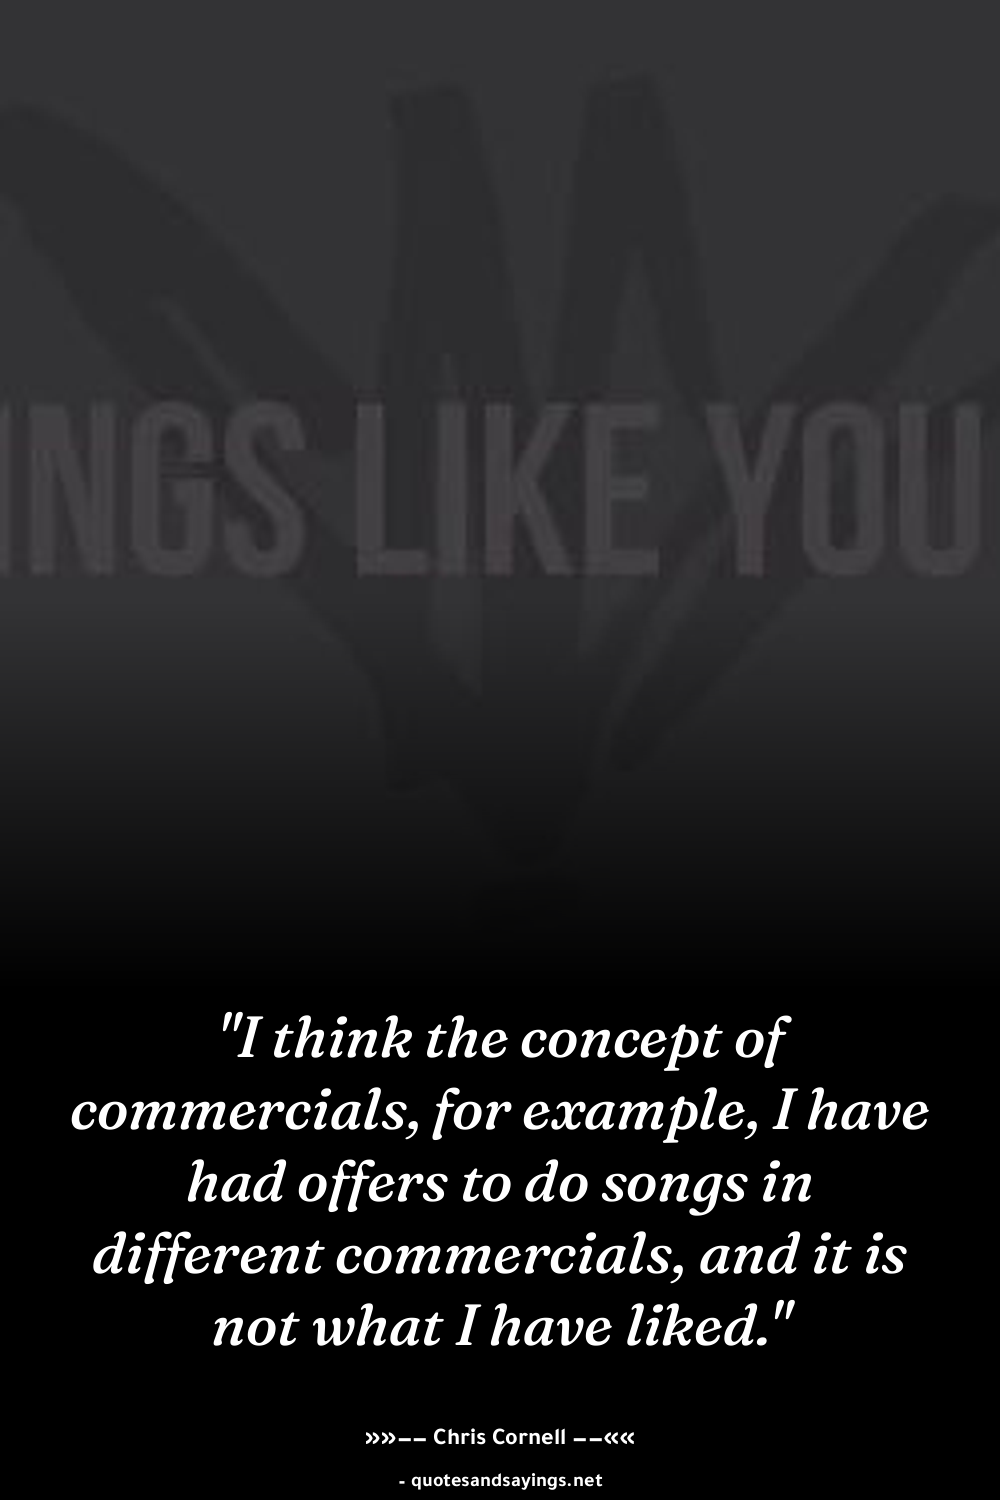 INGS LIKE YOU
"I think the concept of
commercials, for example, I have
had offers to do songs in
different commercials, and it is
not what I have liked."
»»–– Chris Cornell ––««
- quotesandsayings.net